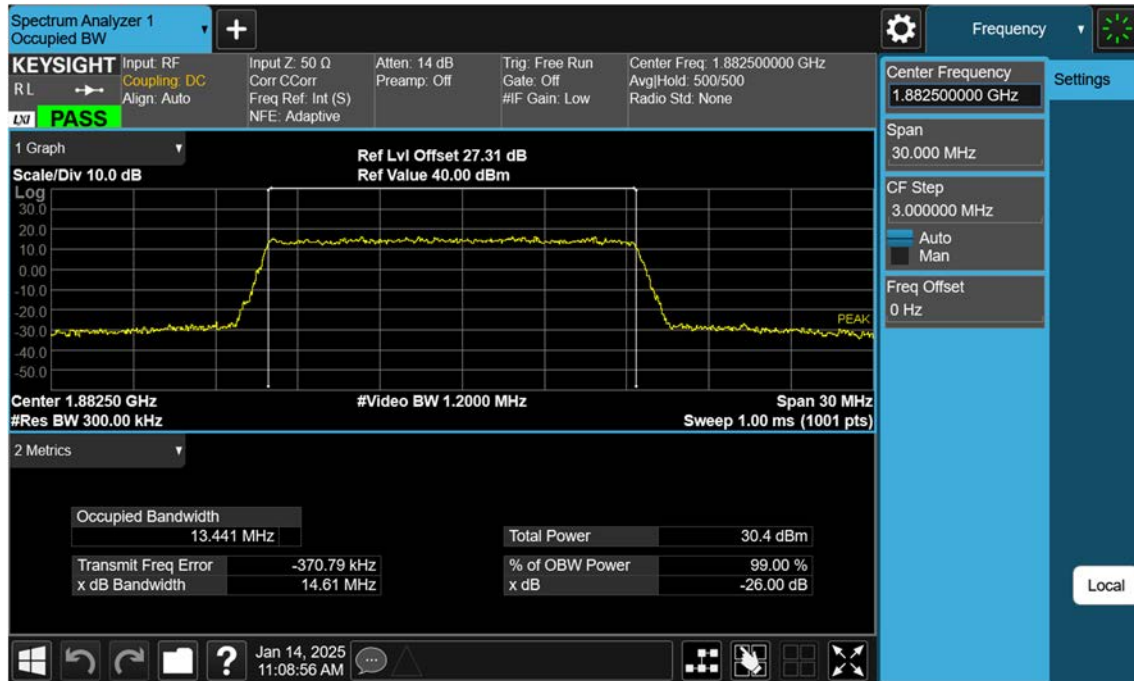 Spectrum Analyzer 1
Occupied BW
Frequency
KEYSIGHT
R L
LXI PASS
Input: RF
Coupling: DC
Align: Auto
Input Z: 50 Ω
Corr CCorr
Freq Ref: Int (S)
NFE: Adaptive
Atten: 14 dB
Preamp: Off
Trig: Free Run
Gate: Off
#IF Gain: Low
Center Freq: 1.882500000 GHz
Avg|Hold: 500/500
Radio Std: None
Center Frequency
1.882500000 GHz
Settings
Span
30.000 MHz
CF Step
3.000000 MHz
Auto
Man
Freq Offset
0 Hz
Local
1 Graph
Scale/Div 10.0 dB
Ref Lvl Offset 27.31 dB
Ref Value 40.00 dBm
Log
30.0
20.0
10.0
0.00
-10.0
-20.0
-30.0
-40.0
-50.0
PEAK
Center 1.88250 GHz
#Video BW 1.2000 MHz
Span 30 MHz
#Res BW 300.00 kHz
Sweep 1.00 ms (1001 pts)
2 Metrics
Occupied Bandwidth
13.441 MHz
Total Power 30.4 dBm
Transmit Freq Error -370.79 kHz
% of OBW Power 99.00 %
x dB Bandwidth 14.61 MHz
x dB -26.00 dB
?
Jan 14, 2025
11:08:56 AM